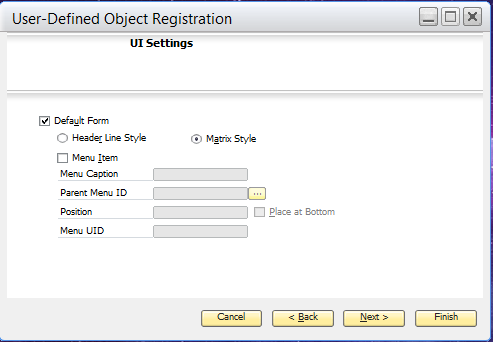 User-Defined Object Registration
UI Settings
Default Form
Header Line Style Matrix Style
Menu Item
Menu Caption
Parent Menu ID ...
Position Place at Bottom
Menu UID
Cancel < Back Next > Finish